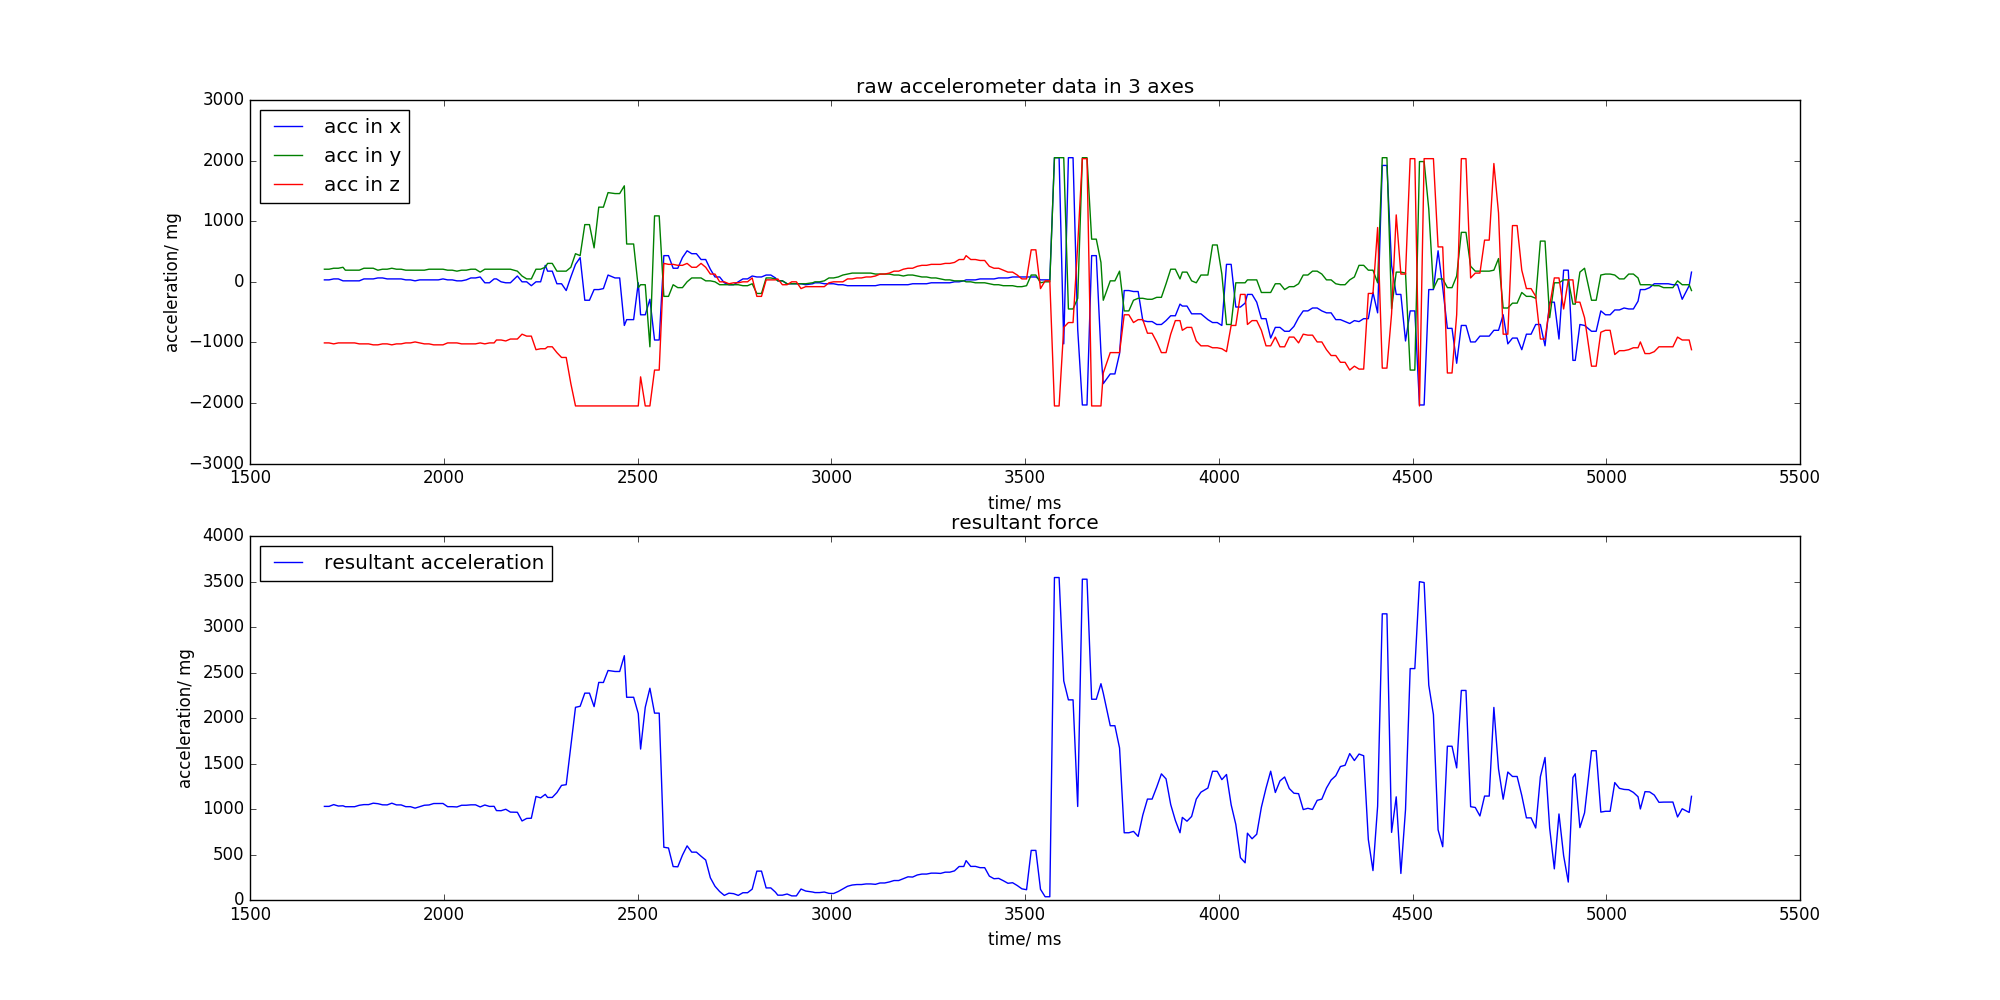 raw accelerometer data in 3 axes
3000
2000
1000
0
−1000
−2000
−3000
acceleration/ mg
acc in x
acc in y
acc in z
1500 2000 2500 3000 3500 4000 4500 5000 5500
time/ ms
resultant force
4000
3500
3000
2500
2000
1500
1000
500
0
acceleration/ mg
resultant acceleration
1500 2000 2500 3000 3500 4000 4500 5000 5500
time/ ms